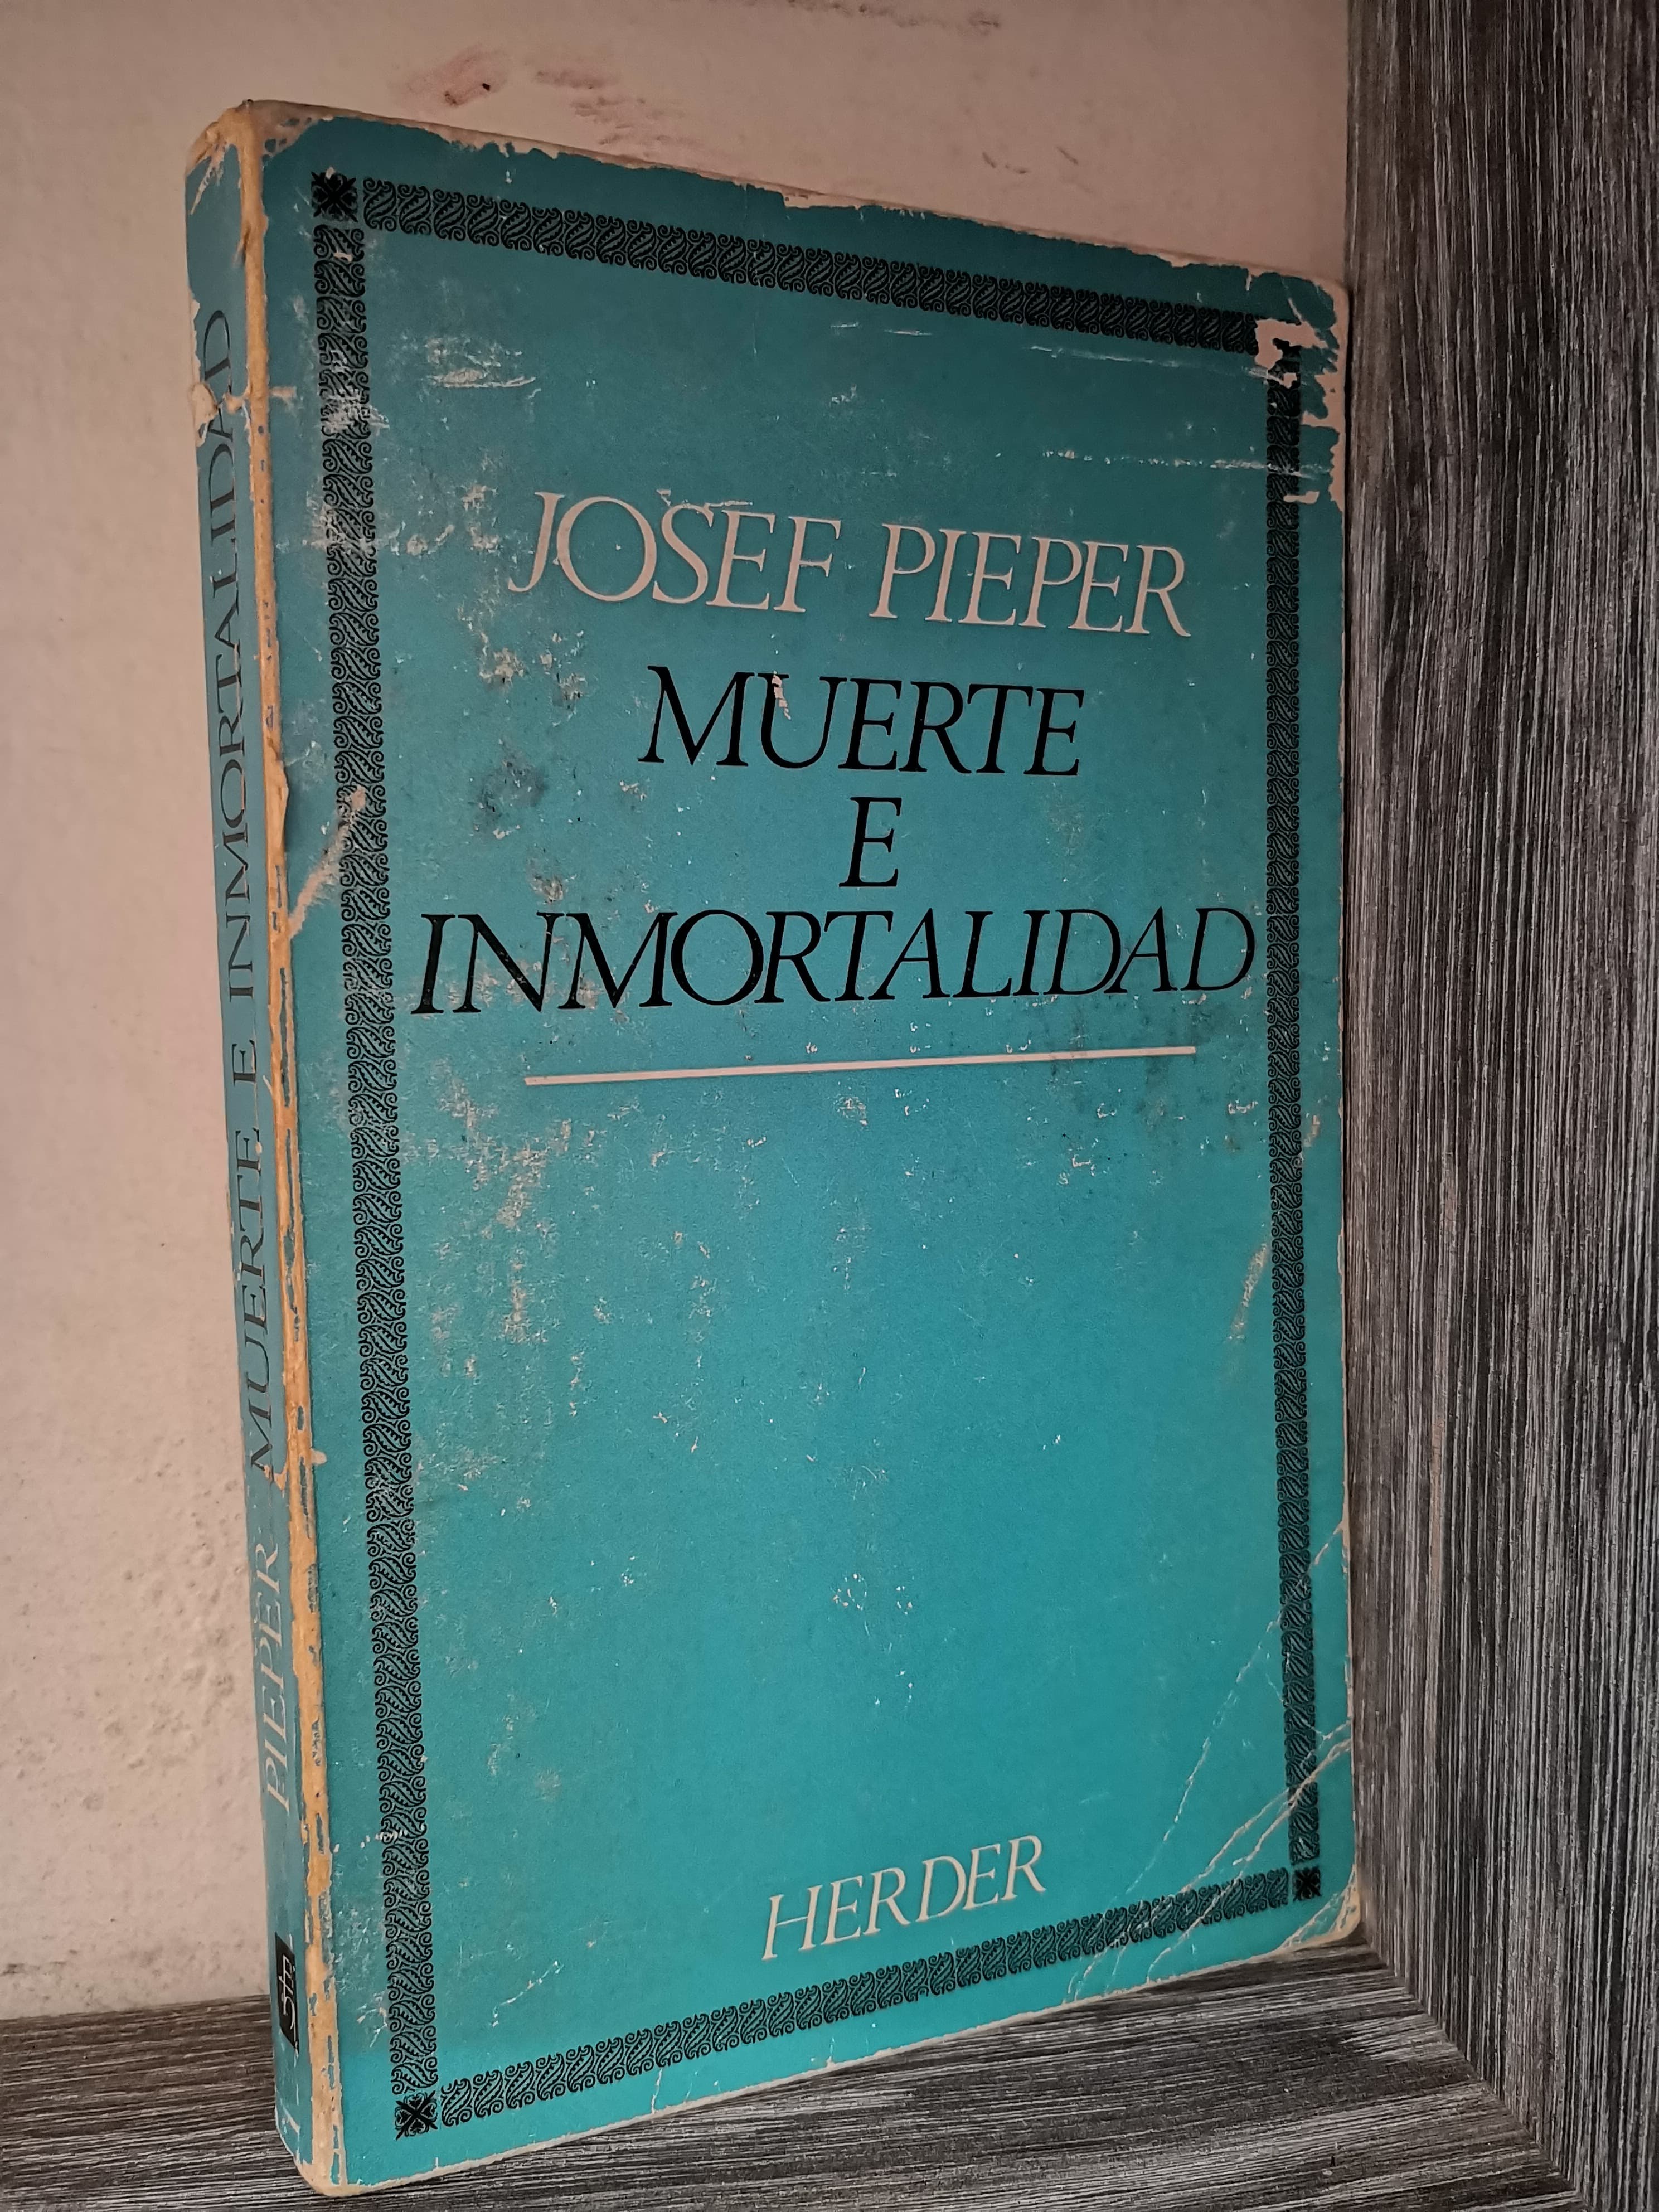 JOSEF PIEPER
MUERTE
E
INMORTALIDAD
HERDER
PIEPER MUERTE E INMORTALIDAD